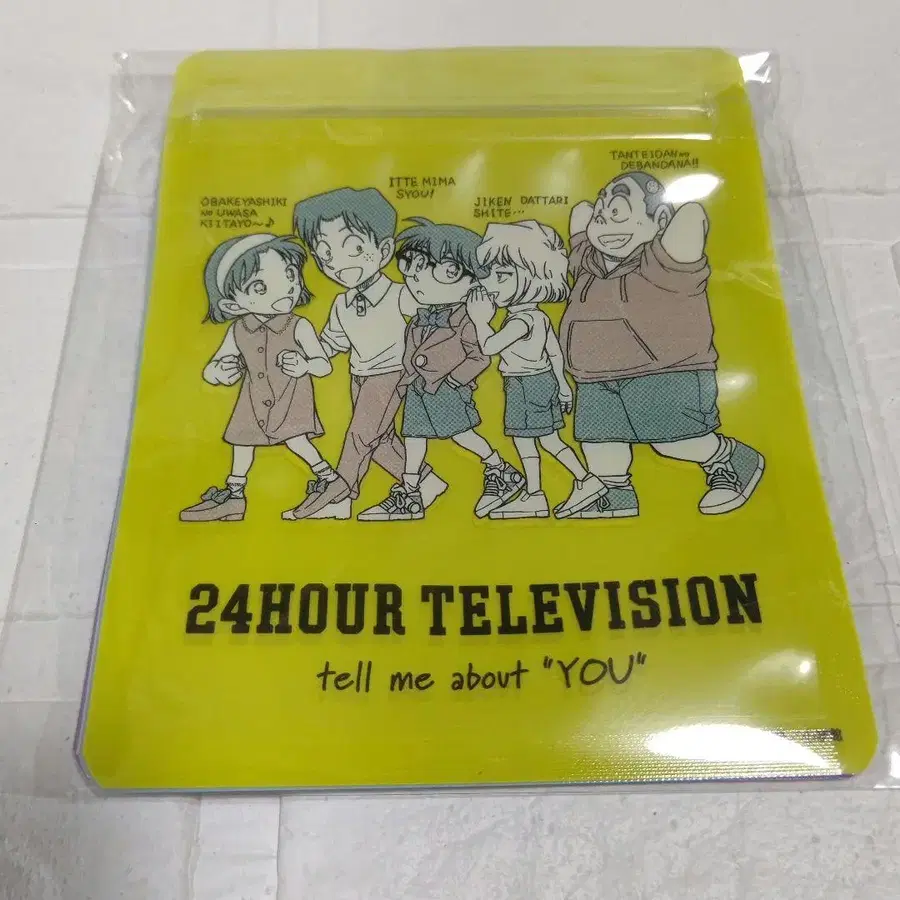 OBAKEYASHIKI
NO UWASA
KIITAYO~♪
ITTE MIMA
SYOU!
JIKEN DATTARI
SHITE...
TANTEIDAN NO
DEBANDANA!!
24HOUR TELEVISION
tell me about "YOU"